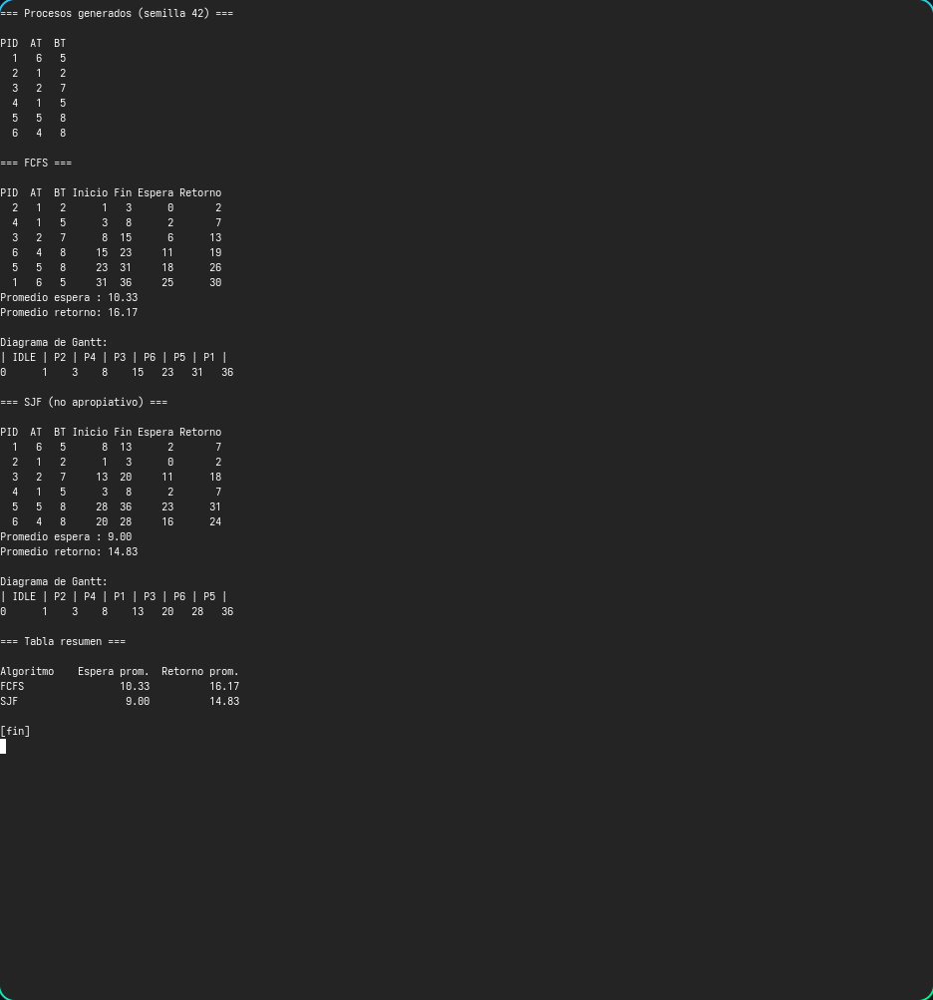 === Procesos generados (semilla 42) ===
PID  AT  BT
  1   6   5
  2   1   2
  3   2   7
  4   1   5
  5   5   8
  6   4   8
=== FCFS ===
PID  AT  BT Inicio Fin Espera Retorno
  2   1   2      1   3      0       2
  4   1   5      3   8      2       7
  3   2   7      8  15      6      13
  6   4   8     15  23     11      19
  5   5   8     23  31     18      26
  1   6   5     31  36     25      30
Promedio espera : 10.33
Promedio retorno: 16.17
Diagrama de Gantt:
| IDLE | P2 | P4 | P3 | P6 | P5 | P1 |
0      1    3    8    15   23   31   36
=== SJF (no apropiativo) ===
PID  AT  BT Inicio Fin Espera Retorno
  1   6   5      8  13      2       7
  2   1   2      1   3      0       2
  3   2   7     13  20     11      18
  4   1   5      3   8      2       7
  5   5   8     28  36     23      31
  6   4   8     20  28     16      24
Promedio espera : 9.00
Promedio retorno: 14.83
Diagrama de Gantt:
| IDLE | P2 | P4 | P1 | P3 | P6 | P5 |
0      1    3    8    13   20   28   36
=== Tabla resumen ===
Algoritmo    Espera prom.  Retorno prom.
FCFS                10.33          16.17
SJF                  9.00          14.83
[fin]